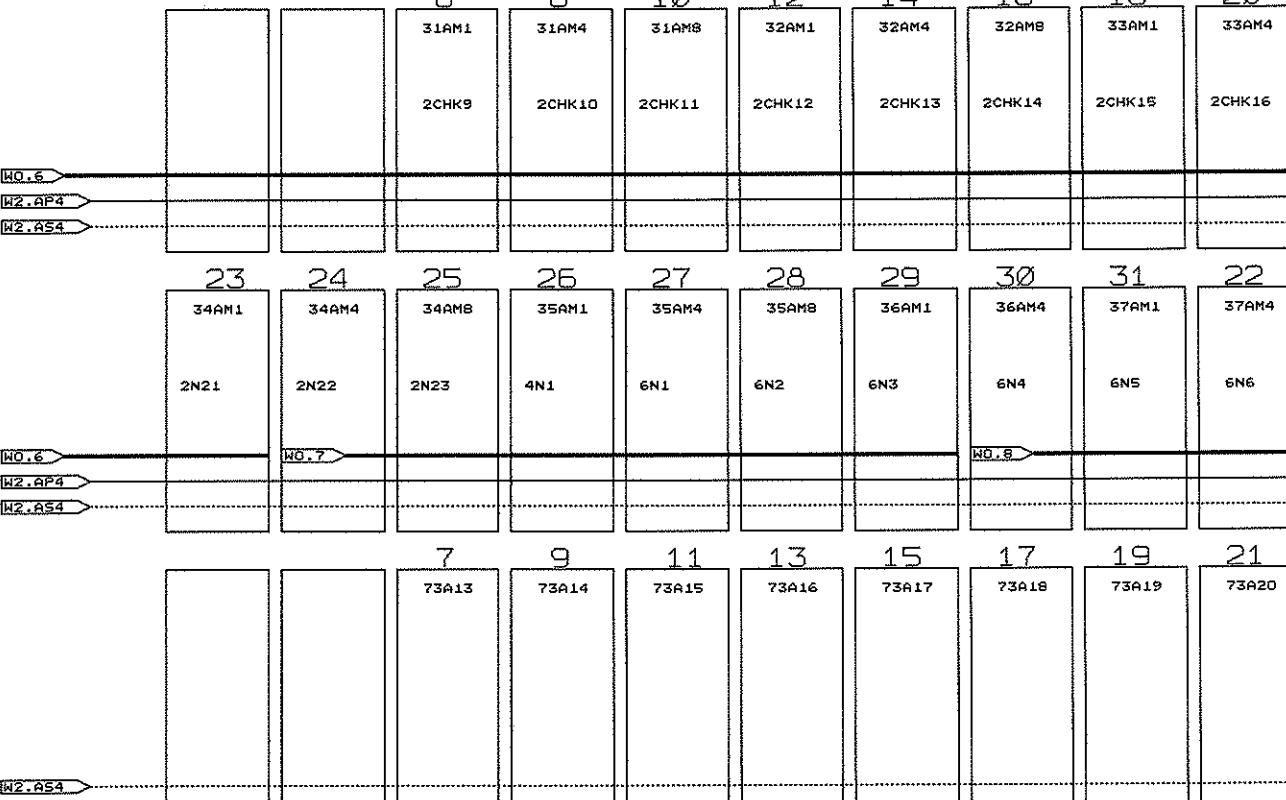 10 12
31AM1 31AM4 31AM8 32AM1 32AM4 32AM8 33AM1 33AM4
2CHK9 2CHK10 2CHK11 2CHK12 2CHK13 2CHK14 2CHK15 2CHK16
W0.6
W2.AP4
W2.AS4
23 24 25 26 27 28 29 30 31 22
34AM1 34AM4 34AM8 35AM1 35AM4 35AM8 36AM1 36AM4 37AM1 37AM4
2N21 2N22 2N23 4N1 6N1 6N2 6N3 6N4 6N5 6N6
W0.6 W0.7 W0.8
W2.AP4
W2.AS4
7 9 11 13 15 17 19 21
73A13 73A14 73A15 73A16 73A17 73A18 73A19 73A20
W2.AS4